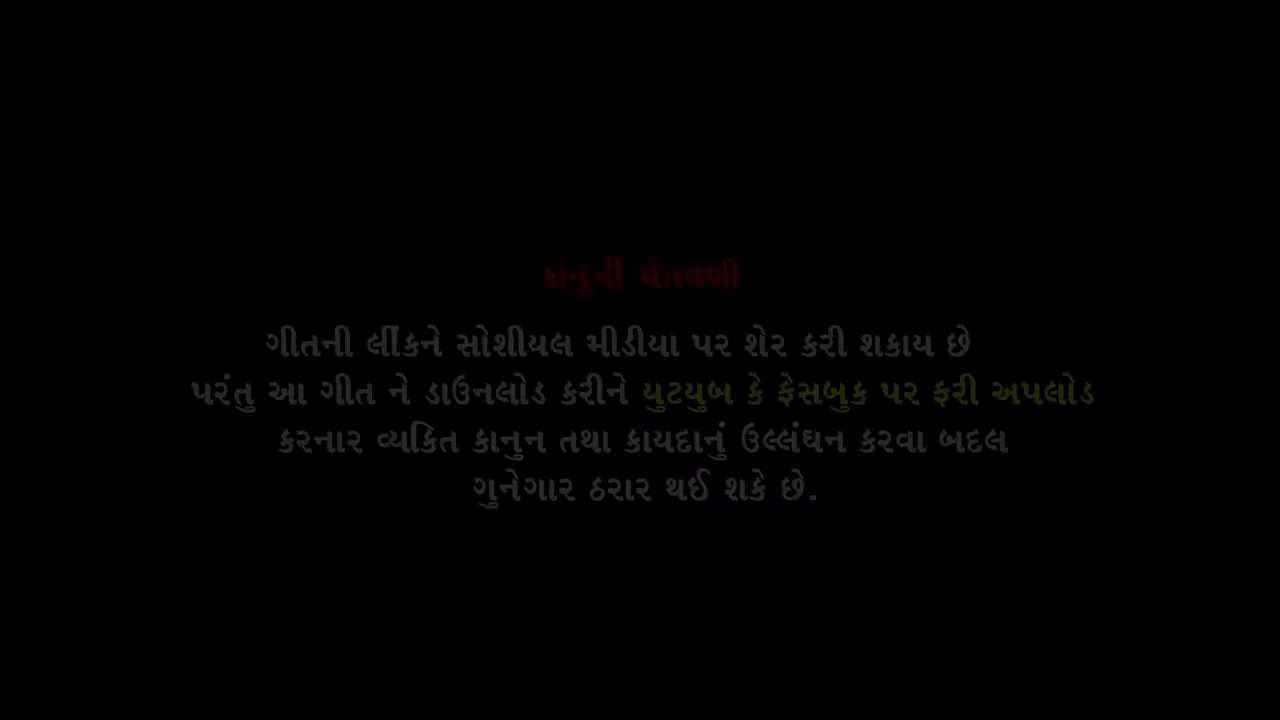 કાનુની ચેતવણી
ગીતની લીંકને સોશીયલ મીડીયા પર શેર કરી શકાય છે
પરંતુ આ ગીત ને ડાઉનલોડ કરીને યુટયુબ કે ફેસબુક પર ફરી અપલોડ
કરનાર વ્યકિત કાનુન તથા કાયદાનું ઉલ્લંઘન કરવા બદલ
ગુનેગાર ઠરાર થઈ શકે છે.